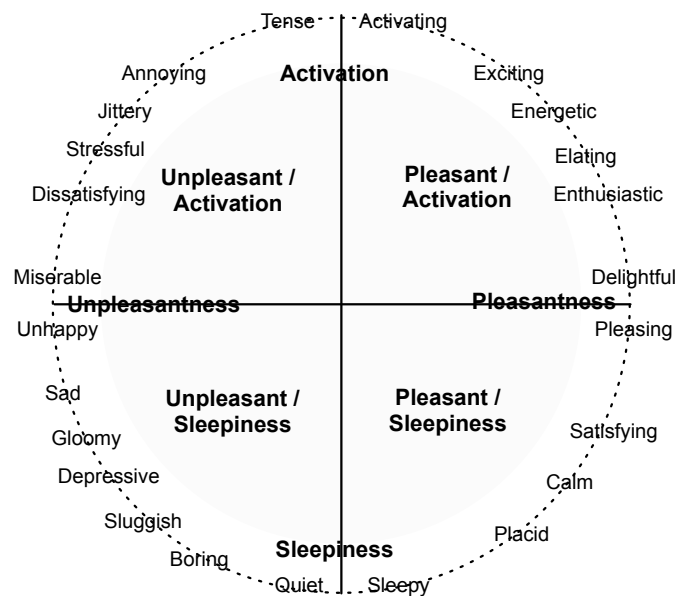 Tense
Activating
Annoying
Activation
Exciting
Jittery
Energetic
Stressful
Elating
Unpleasant /
Activation
Pleasant /
Activation
Dissatisfying
Enthusiastic
Miserable
Delightful
Unpleasantness
Pleasantness
Unhappy
Pleasing
Sad
Unpleasant /
Sleepiness
Pleasant /
Sleepiness
Gloomy
Satisfying
Depressive
Calm
Sluggish
Placid
Boring
Sleepiness
Quiet
Sleepy